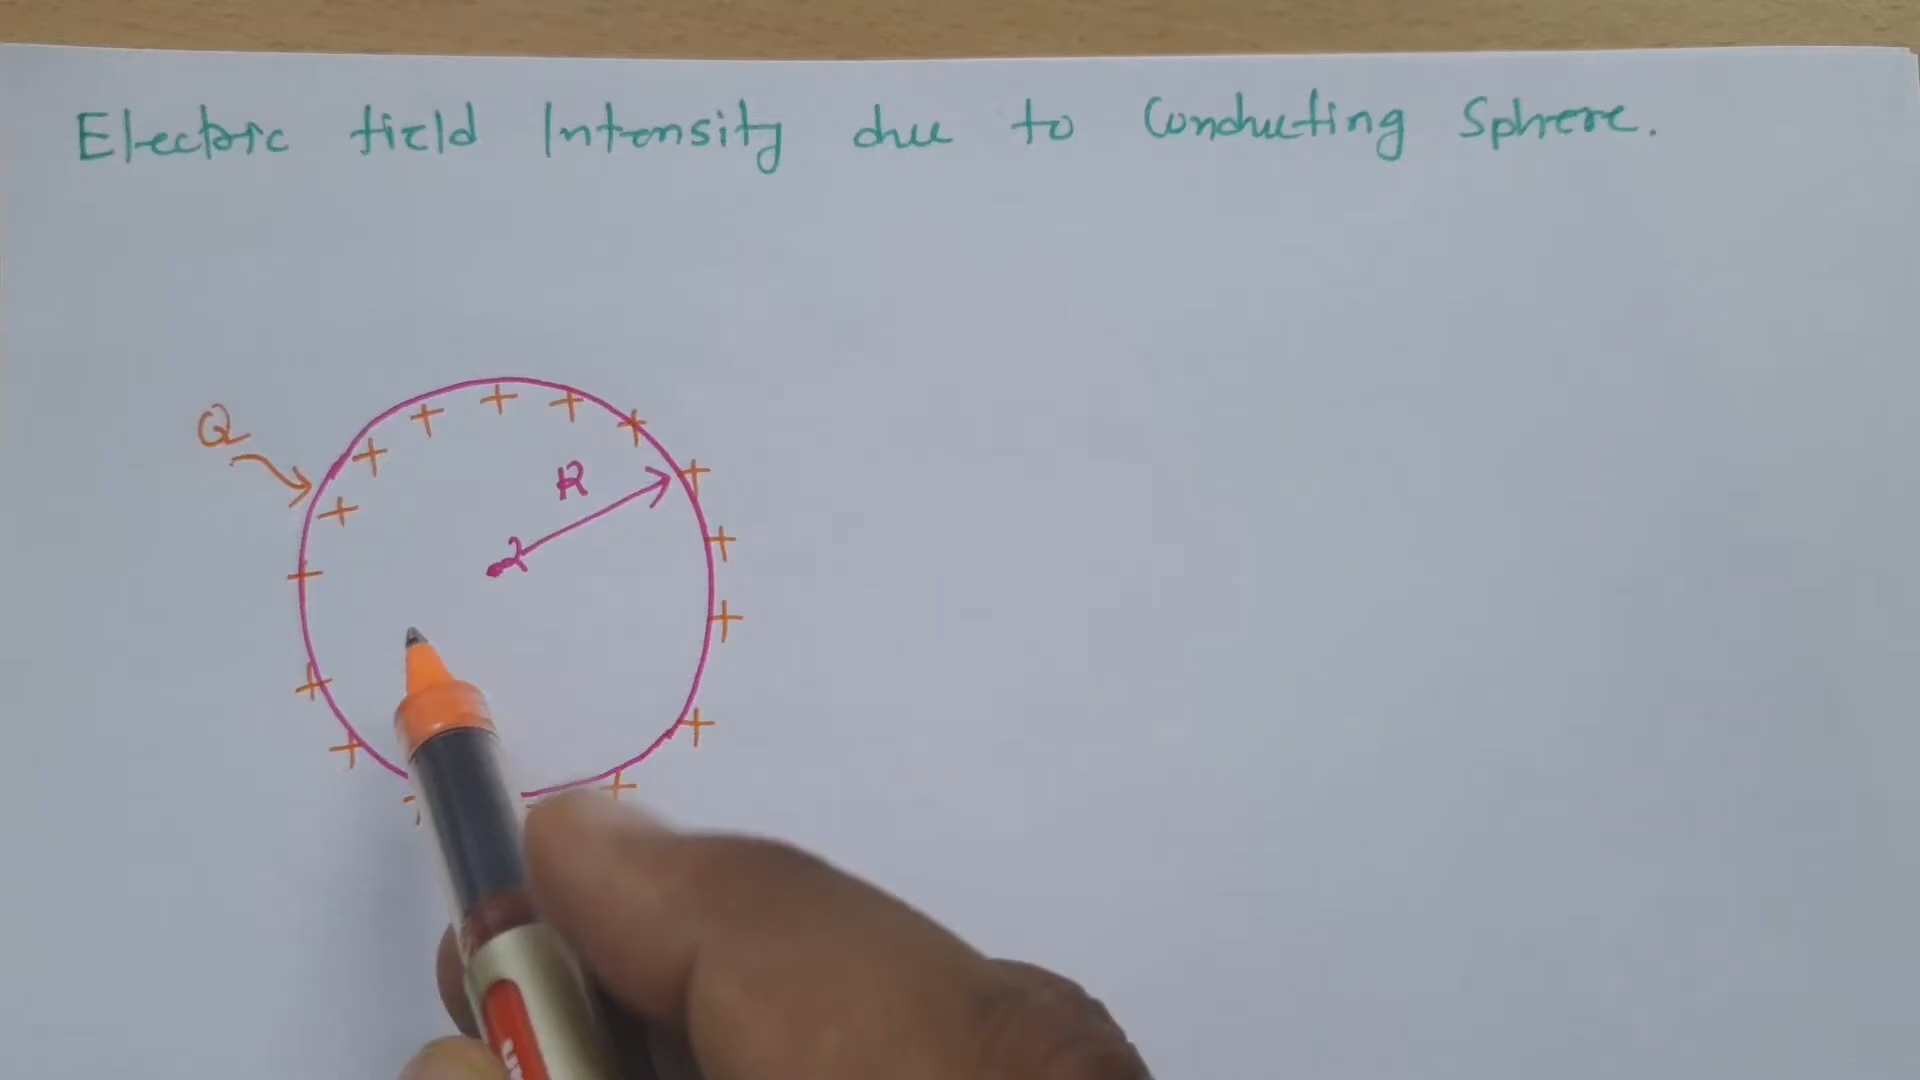 Electric field Intensity due to Conducting Sphere.
Q
R
+ + + + + + + + + + + + + + +